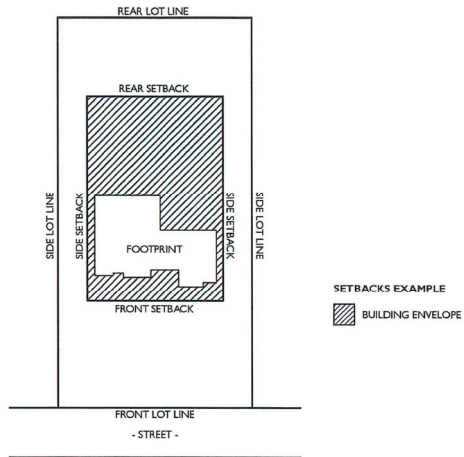 REAR LOT LINE
REAR SETBACK
SIDE LOT LINE
SIDE SETBACK
FOOTPRINT
SIDE SETBACK
SIDE LOT LINE
FRONT SETBACK
SETBACKS EXAMPLE
BUILDING ENVELOPE
FRONT LOT LINE
- STREET -